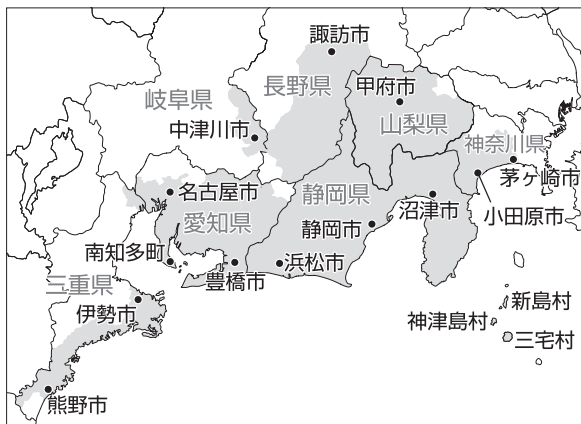 諏訪市
長野県
岐阜県
中津川市
甲府市
山梨県
神奈川県
茅ヶ崎市
小田原市
名古屋市
愛知県
静岡県
静岡市
沼津市
南知多町
豊橋市
浜松市
三重県
伊勢市
熊野市
新島村
神津島村
三宅村